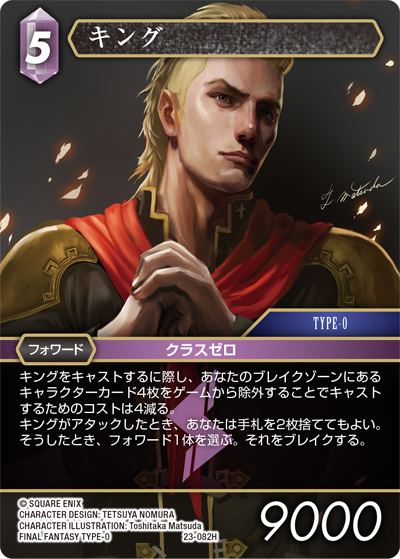 5
キング
T. Matsuda
TYPE-0
フォワード
クラスゼロ
キングをキャストするに際し、あなたのブレイクゾーンにある
キャラクターカード4枚をゲームから除外することでキャスト
するためのコストは4減る。
キングがアタックしたとき、あなたは手札を2枚捨ててもよい。
そうしたとき、フォワード1体を選ぶ。それをブレイクする。
© SQUARE ENIX
CHARACTER DESIGN: TETSUYA NOMURA
CHARACTER ILLUSTRATION: Toshitaka Matsuda
FINAL FANTASY TYPE-0
23-082H
9000